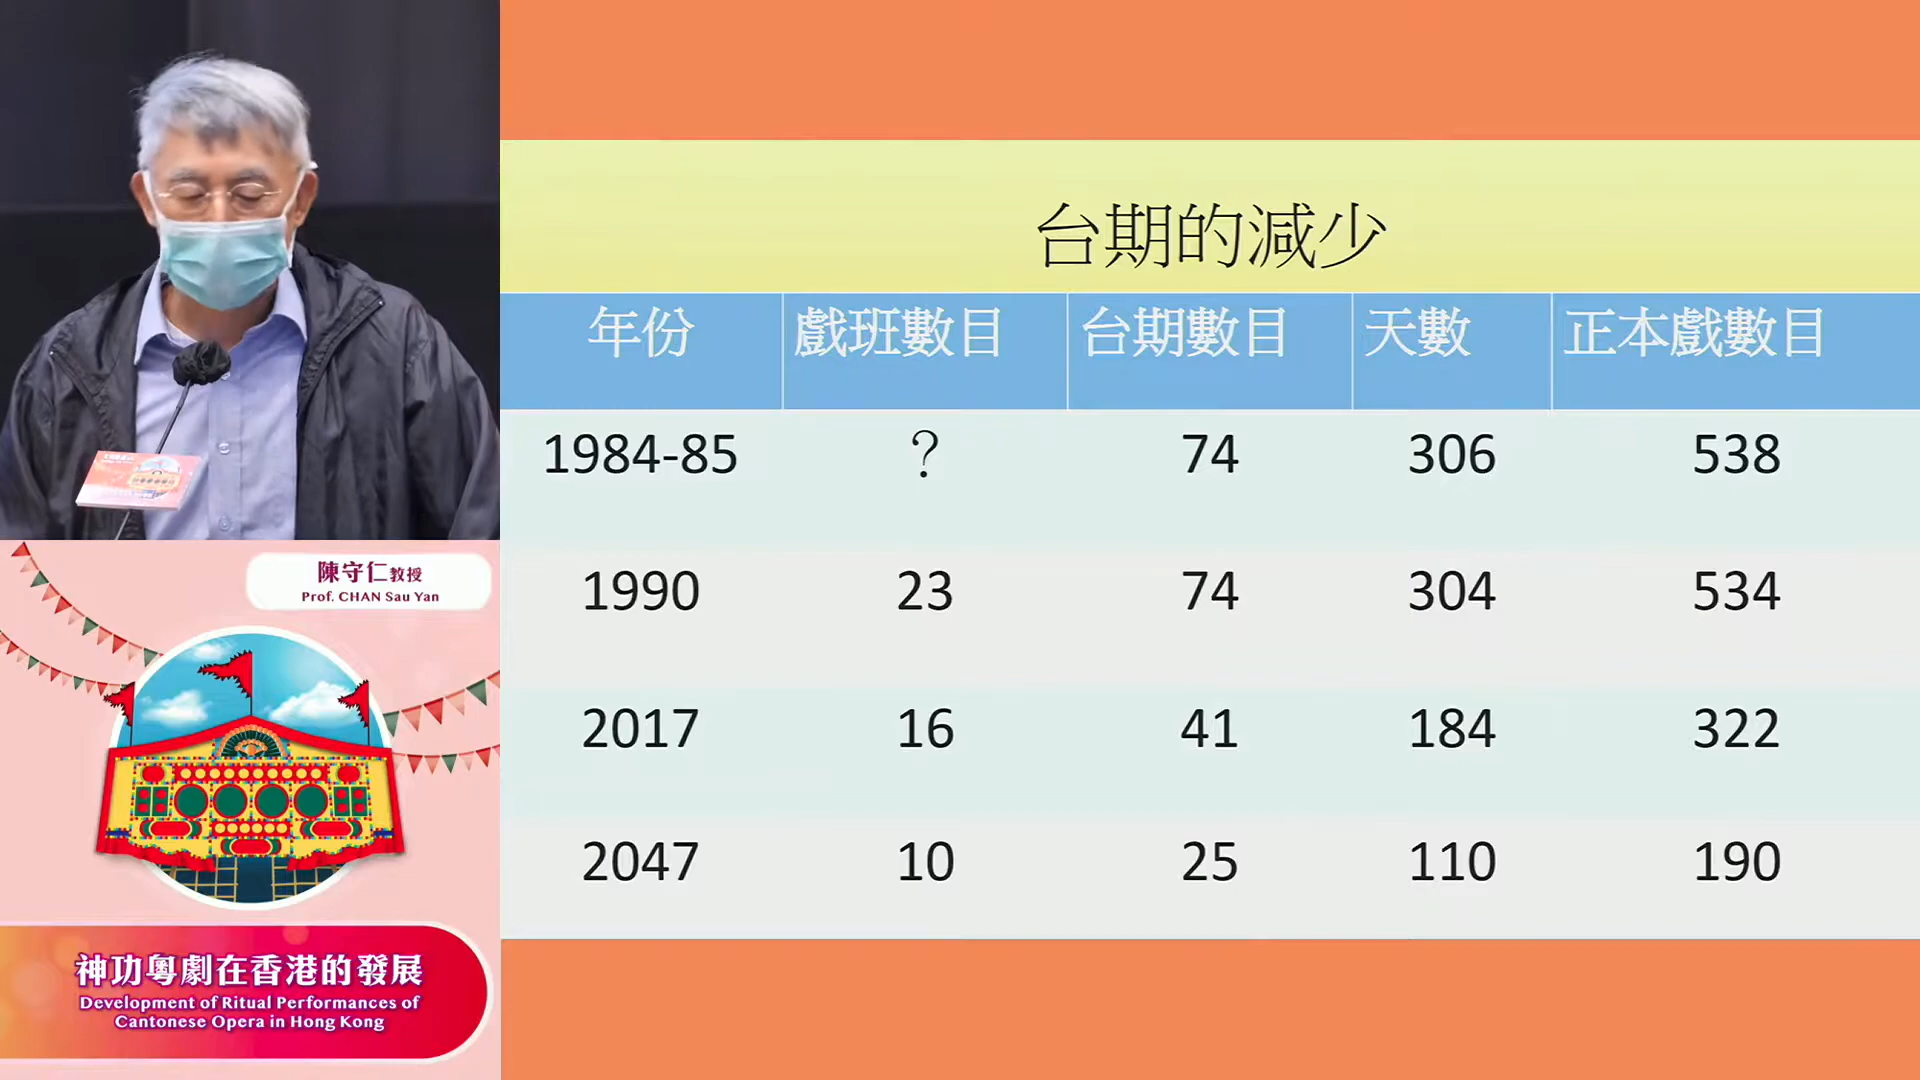 台期的減少
年份 戲班數目 台期數目 天數 正本戲數目
1984-85 ? 74 306 538
1990 23 74 304 534
2017 16 41 184 322
2047 10 25 110 190
陳守仁教授
Prof. CHAN Sau Yan
神功粵劇在香港的發展
Development of Ritual Performances of
Cantonese Opera in Hong Kong